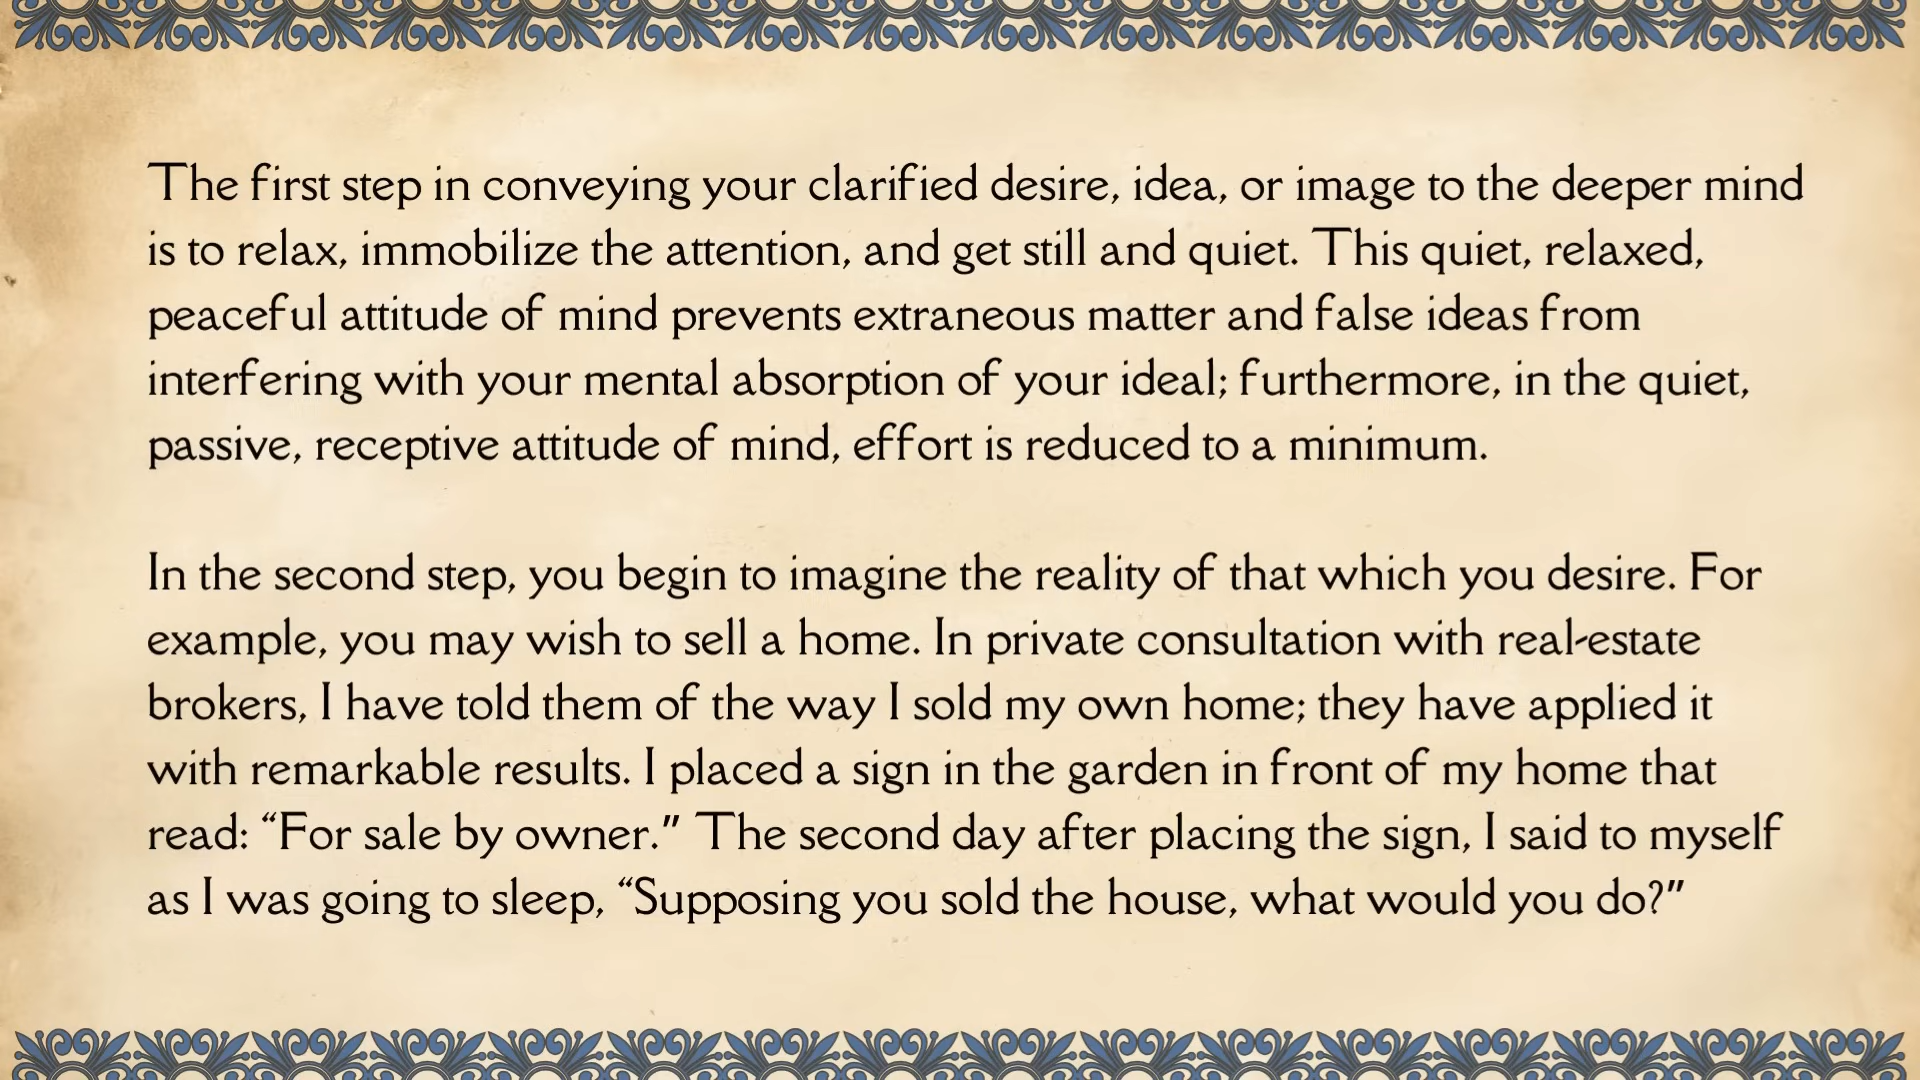 The first step in conveying your clarified desire, idea, or image to the deeper mind
is to relax, immobilize the attention, and get still and quiet. This quiet, relaxed,
peaceful attitude of mind prevents extraneous matter and false ideas from
interfering with your mental absorption of your ideal; furthermore, in the quiet,
passive, receptive attitude of mind, effort is reduced to a minimum.
In the second step, you begin to imagine the reality of that which you desire. For
example, you may wish to sell a home. In private consultation with real-estate
brokers, I have told them of the way I sold my own home; they have applied it
with remarkable results. I placed a sign in the garden in front of my home that
read: “For sale by owner.” The second day after placing the sign, I said to myself
as I was going to sleep, “Supposing you sold the house, what would you do?”